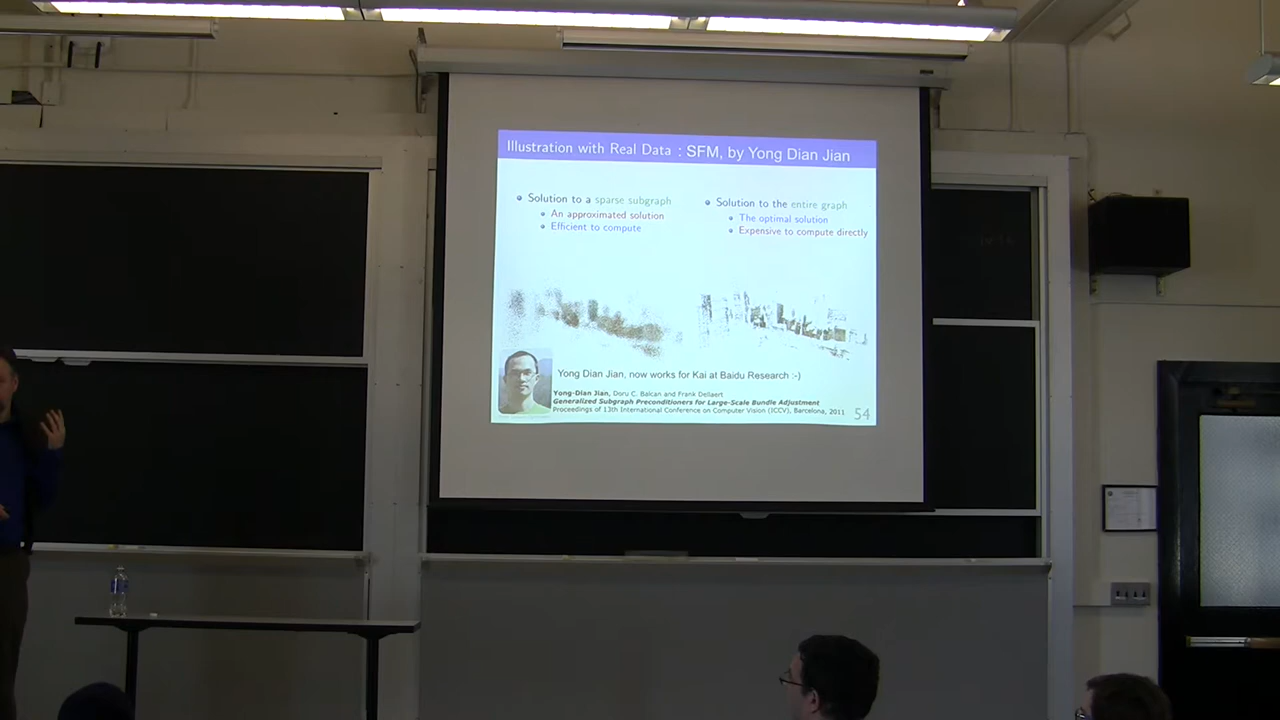 Illustration with Real Data : SFM, by Yong Dian Jian
Solution to a sparse subgraph
An approximated solution
Efficient to compute
Solution to the entire graph
The optimal solution
Expensive to compute directly
Yong Dian Jian, now works for Kai at Baidu Research :-)
Yong-Dian Jian, Doru C. Balcan and Frank Dellaert
Generalized Subgraph Preconditioners for Large-Scale Bundle Adjustment
Proceedings of 13th International Conference on Computer Vision (ICCV), Barcelona, 2011
54